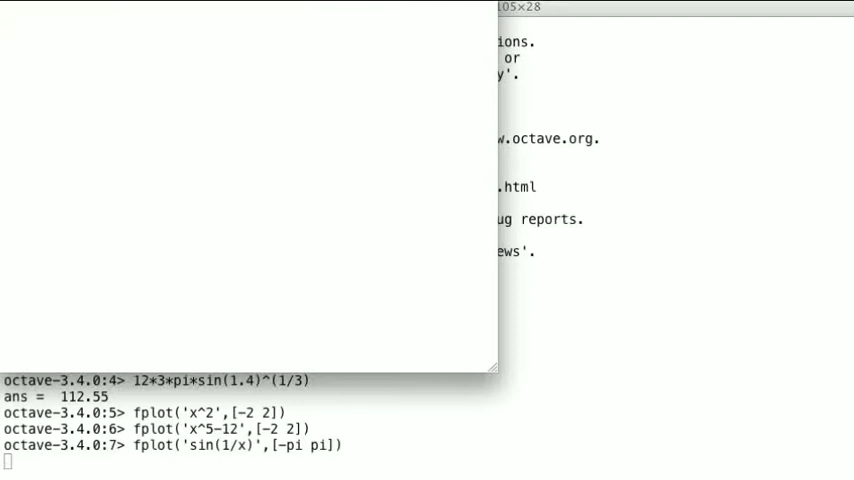 105×28
ions.
or
y'.
w.octave.org.
.html
ug reports.
ews'.
octave-3.4.0:4> 12*3*pi*sin(1.4)^(1/3)
ans =  112.55
octave-3.4.0:5> fplot('x^2',[-2 2])
octave-3.4.0:6> fplot('x^5-12',[-2 2])
octave-3.4.0:7> fplot('sin(1/x)',[-pi pi])